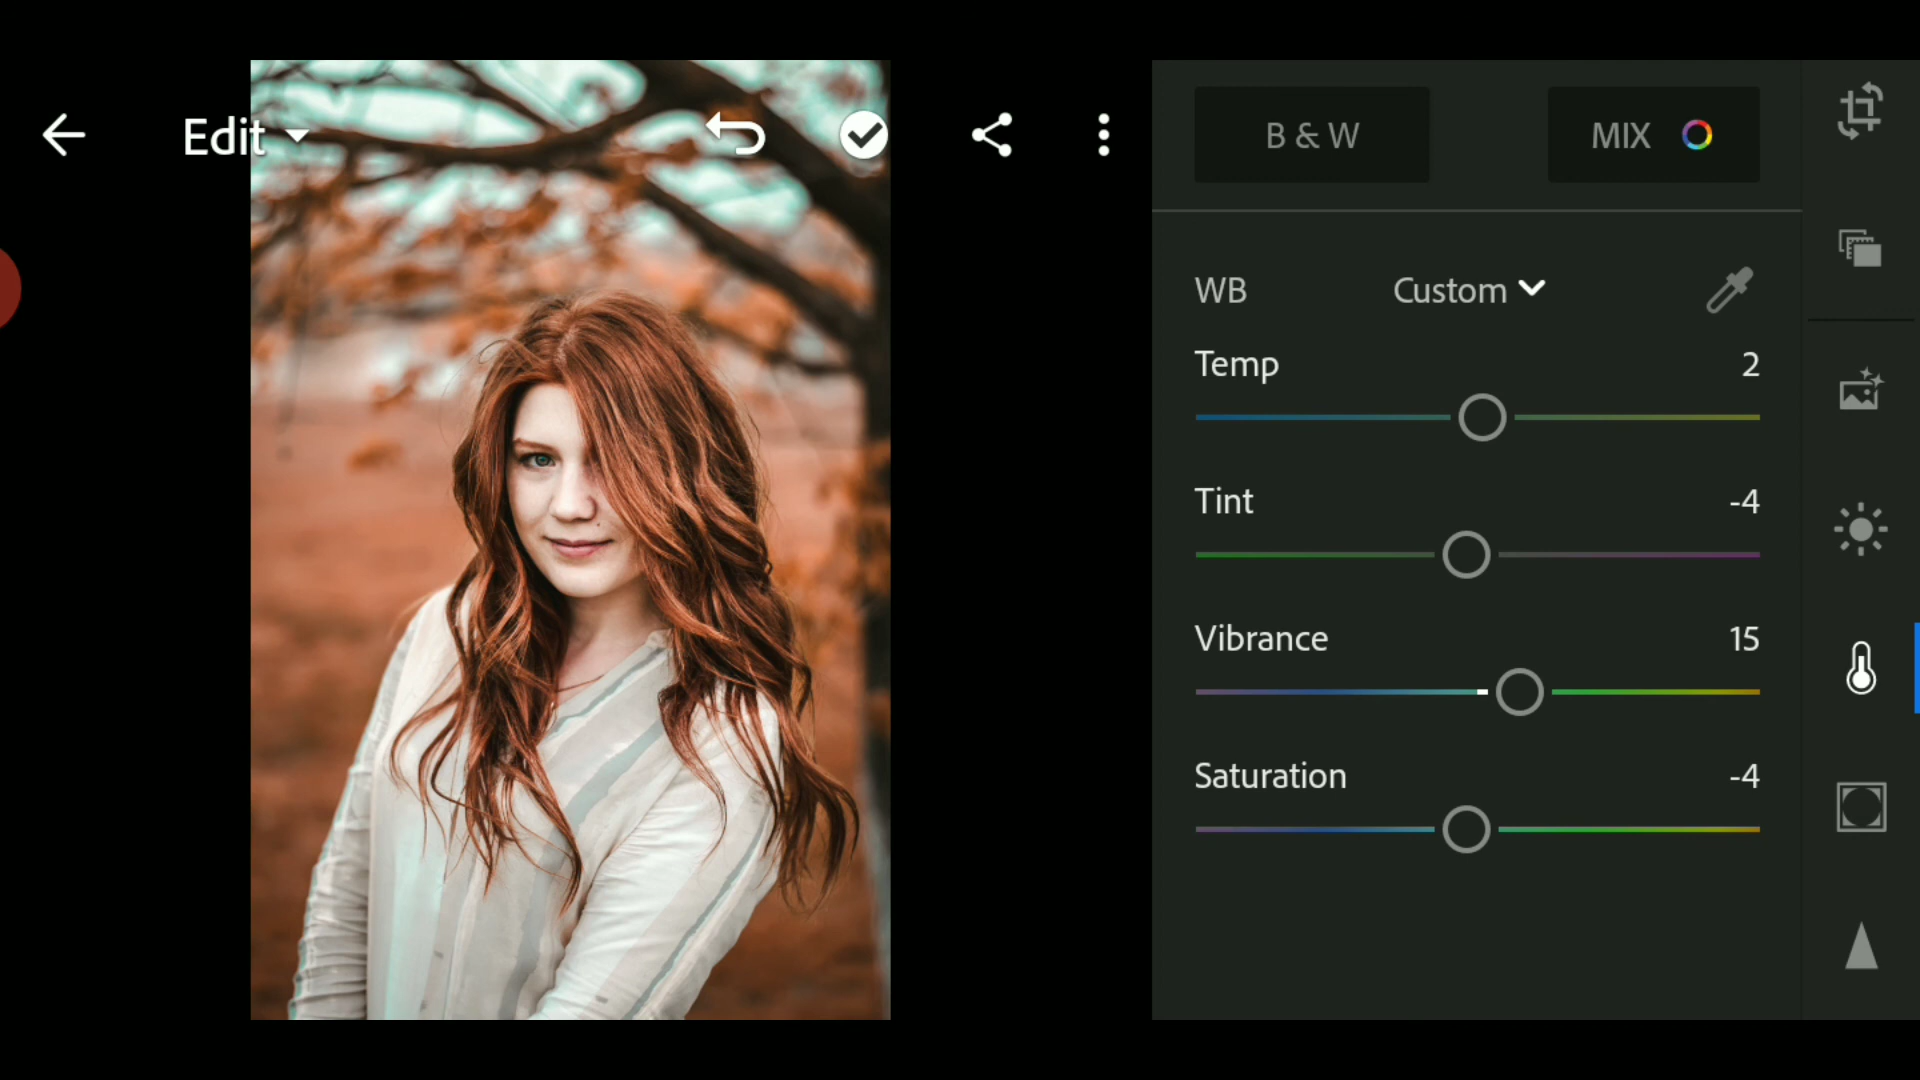 Edit
B & W
MIX
WB
Custom
Temp
2
Tint
-4
Vibrance
15
Saturation
-4